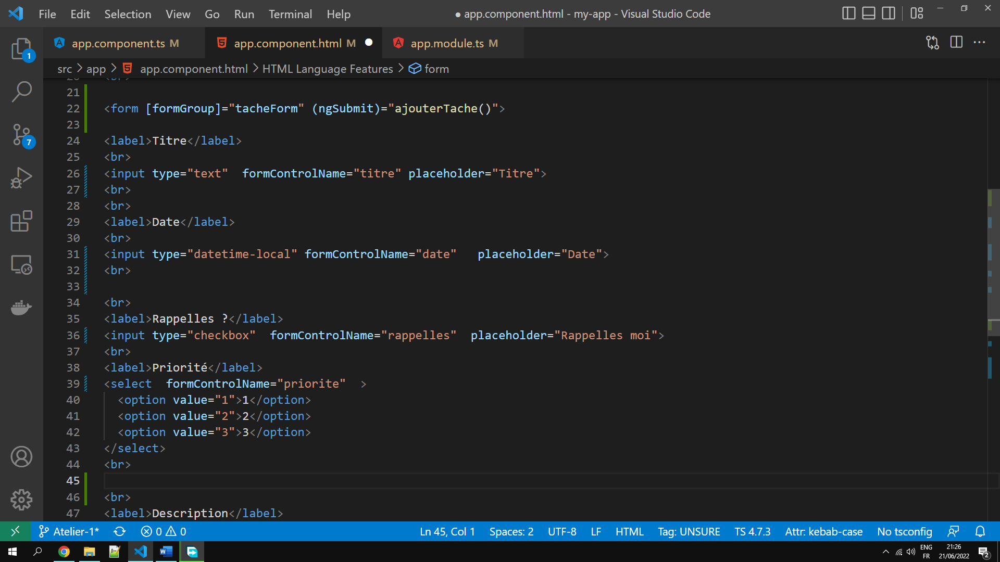 File Edit Selection View Go Run Terminal Help
● app.component.html - my-app - Visual Studio Code
app.component.ts M
app.component.html M
app.module.ts M
src > app > app.component.html > HTML Language Features > form
1
7
21
22 <form [formGroup]="tacheForm" (ngSubmit)="ajouterTache()">
23
24 <label>Titre</label>
25 <br>
26 <input type="text"  formControlName="titre" placeholder="Titre">
27 <br>
28 <br>
29 <label>Date</label>
30 <br>
31 <input type="datetime-local" formControlName="date"   placeholder="Date">
32 <br>
33
34 <br>
35 <label>Rappelles ?</label>
36 <input type="checkbox"  formControlName="rappelles"  placeholder="Rappelles moi">
37 <br>
38 <label>Priorité</label>
39 <select  formControlName="priorite"  >
40   <option value="1">1</option>
41   <option value="2">2</option>
42   <option value="3">3</option>
43 </select>
44 <br>
45
46 <br>
47 <label>Description</label>
Atelier-1* 0 0 Ln 45, Col 1 Spaces: 2 UTF-8 LF HTML Tag: UNSURE TS 4.7.3 Attr: kebab-case No tsconfig
ENG
FR
21:26
21/06/2022
2